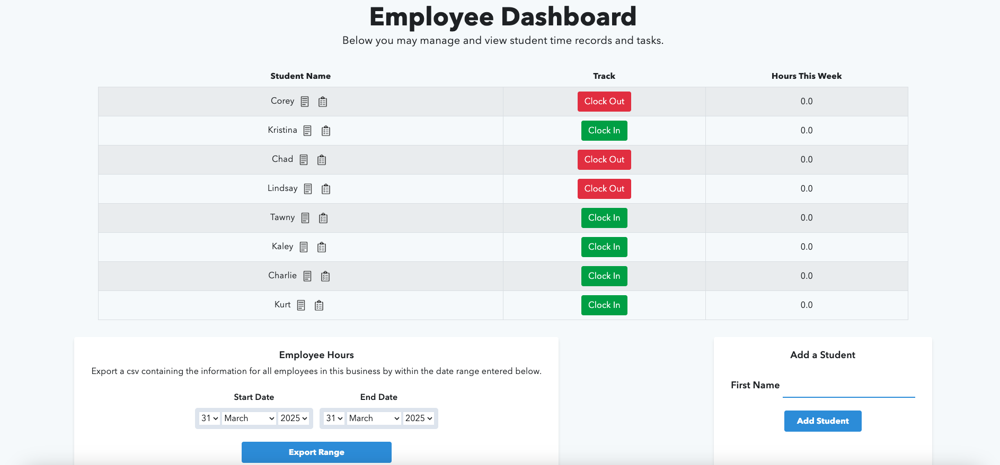 Employee Dashboard
Below you may manage and view student time records and tasks.
Student Name Track Hours This Week
Corey Clock Out 0.0
Kristina Clock In 0.0
Chad Clock Out 0.0
Lindsay Clock Out 0.0
Tawny Clock In 0.0
Kaley Clock In 0.0
Charlie Clock In 0.0
Kurt Clock In 0.0
Employee Hours
Export a csv containing the information for all employees in this business by within the date range entered below.
Start Date End Date
31 March 2025 31 March 2025
Export Range
Add a Student
First Name
Add Student